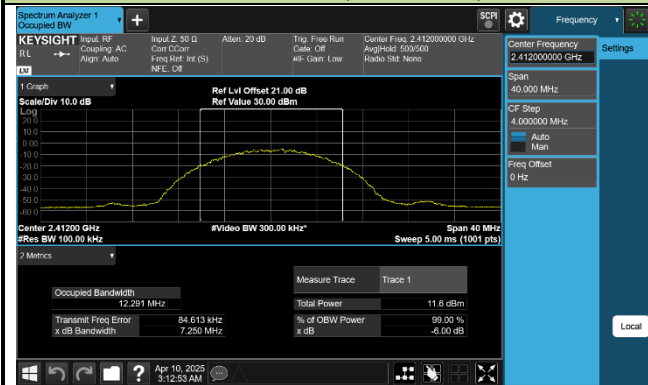 Spectrum Analyzer 1
Occupied BW
SCPI
Frequency
KEYSIGHT
RL
LXI
Input: RF
Coupling: AC
Align: Auto
Input Z: 50 Ω
Corr CCorr
Freq Ref: Int (S)
NFE: Off
Atten: 20 dB
Trig: Free Run
Gate: Off
#IF Gain: Low
Center Freq: 2.412000000 GHz
Avg|Hold: 500/500
Radio Std: None
Center Frequency
2.412000000 GHz
Settings
Span
40.000 MHz
CF Step
4.000000 MHz
Auto
Man
Freq Offset
0 Hz
Local
1 Graph
Scale/Div 10.0 dB
Ref Lvl Offset 21.00 dB
Ref Value 30.00 dBm
Log
20.0
10.0
0.00
-10.0
-20.0
-30.0
-40.0
-50.0
-60.0
Center 2.41200 GHz
#Res BW 100.00 kHz
#Video BW 300.00 kHz*
Span 40 MHz
Sweep 5.00 ms (1001 pts)
2 Metrics
Measure Trace
Trace 1
Occupied Bandwidth
12.291 MHz
Total Power
11.6 dBm
Transmit Freq Error
84.613 kHz
% of OBW Power
99.00 %
x dB Bandwidth
7.250 MHz
x dB
-6.00 dB
?
Apr 10, 2025
3:12:53 AM